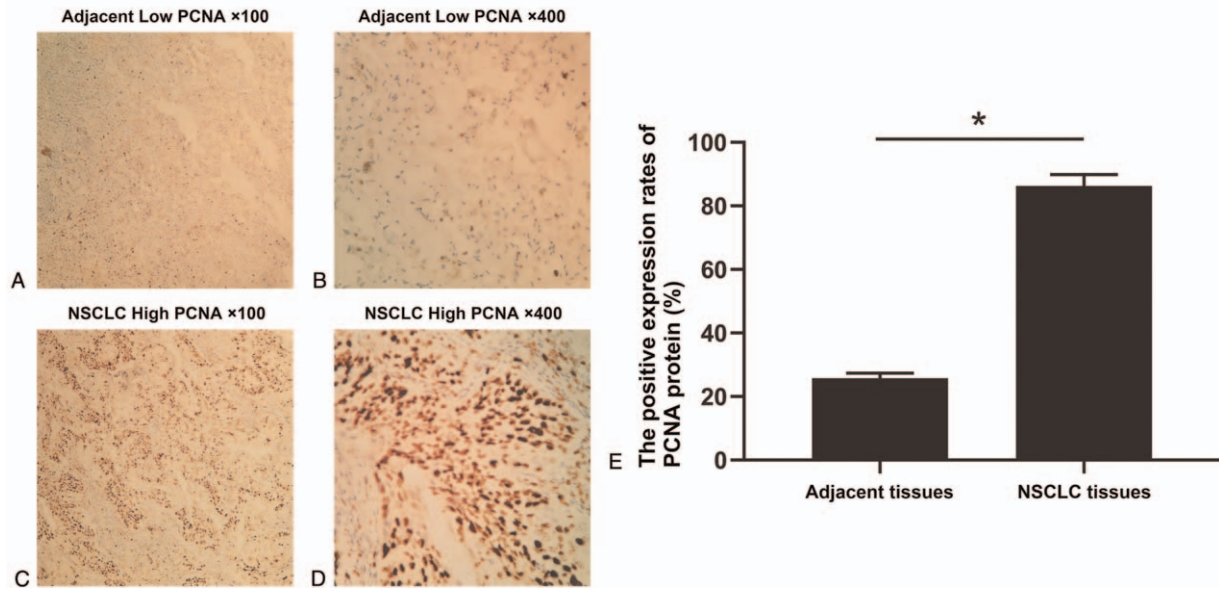 Adjacent Low PCNA ×100
Adjacent Low PCNA ×400
A
B
NSCLC High PCNA ×100
NSCLC High PCNA ×400
C
D
E
The positive expression rates of
PCNA protein (%)
*
100
80
60
40
20
0
Adjacent tissues
NSCLC tissues